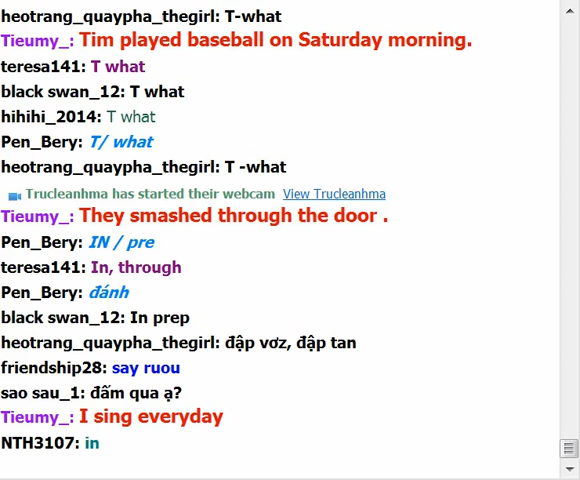 heotrang_quaypha_thegirl: T-what
Tieumy_: Tim played baseball on Saturday morning.
teresa141: T what
black swan_12: T what
hihihi_2014: T what
Pen_Bery: T/ what
heotrang_quaypha_thegirl: T -what
Trucleanhma has started their webcam View Trucleanhma
Tieumy_: They smashed through the door .
Pen_Bery: IN / pre
teresa141: In, through
Pen_Bery: đánh
black swan_12: In prep
heotrang_quaypha_thegirl: đập vơz, đập tan
friendship28: say ruou
sao sau_1: đấm qua ạ?
Tieumy_: I sing everyday
NTH3107: in